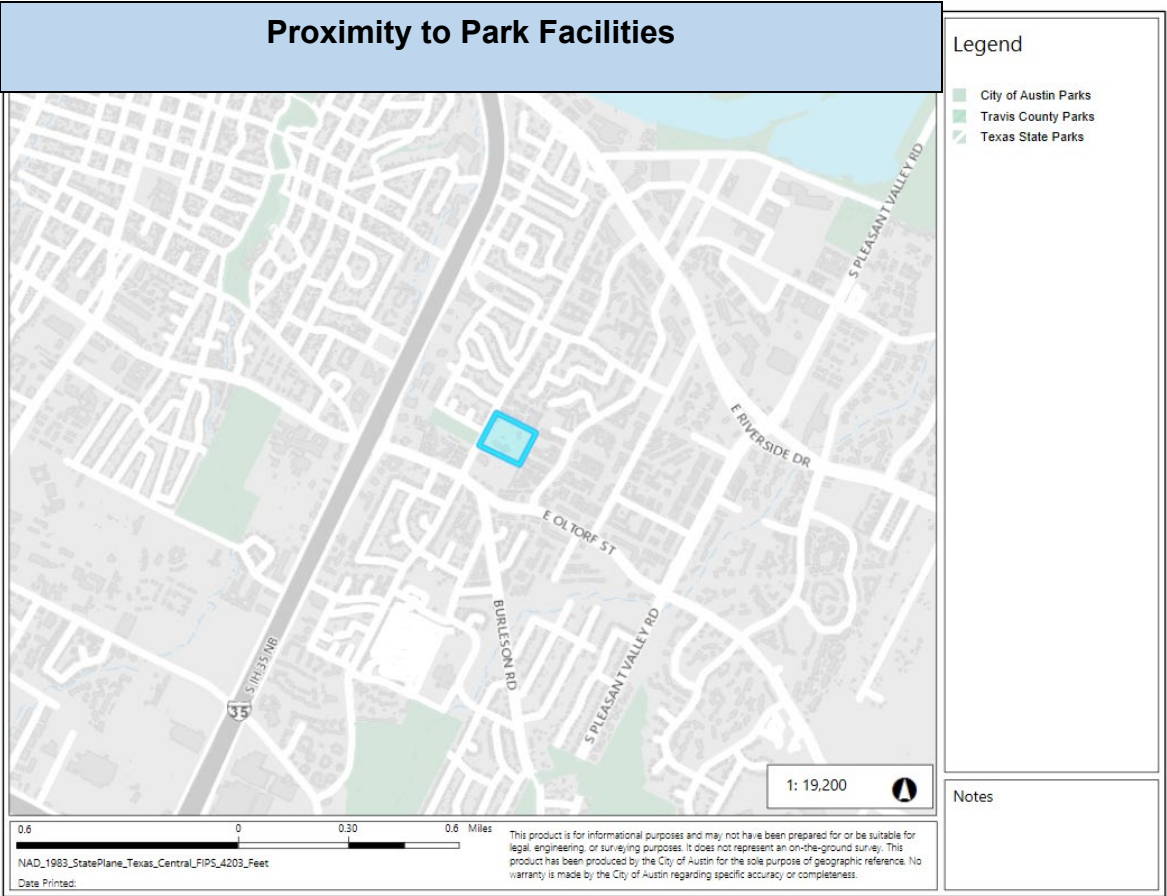 Proximity to Park Facilities
Legend
City of Austin Parks
Travis County Parks
Texas State Parks
S PLEASANT VALLEY RD
E RIVERSIDE DR
E OLTORF ST
BURLESON RD
S PLEASANT VALLEY RD
S IH 35 NB
35
1: 19,200
Notes
0.6 0 0.30 0.6 Miles
NAD_1983_StatePlane_Texas_Central_FIPS_4203_Feet
Date Printed:
This product is for informational purposes and may not have been prepared for or be suitable for
legal, engineering, or surveying purposes. It does not represent an on-the-ground survey. This
product has been produced by the City of Austin for the sole purpose of geographic reference. No
warranty is made by the City of Austin regarding specific accuracy or completeness.